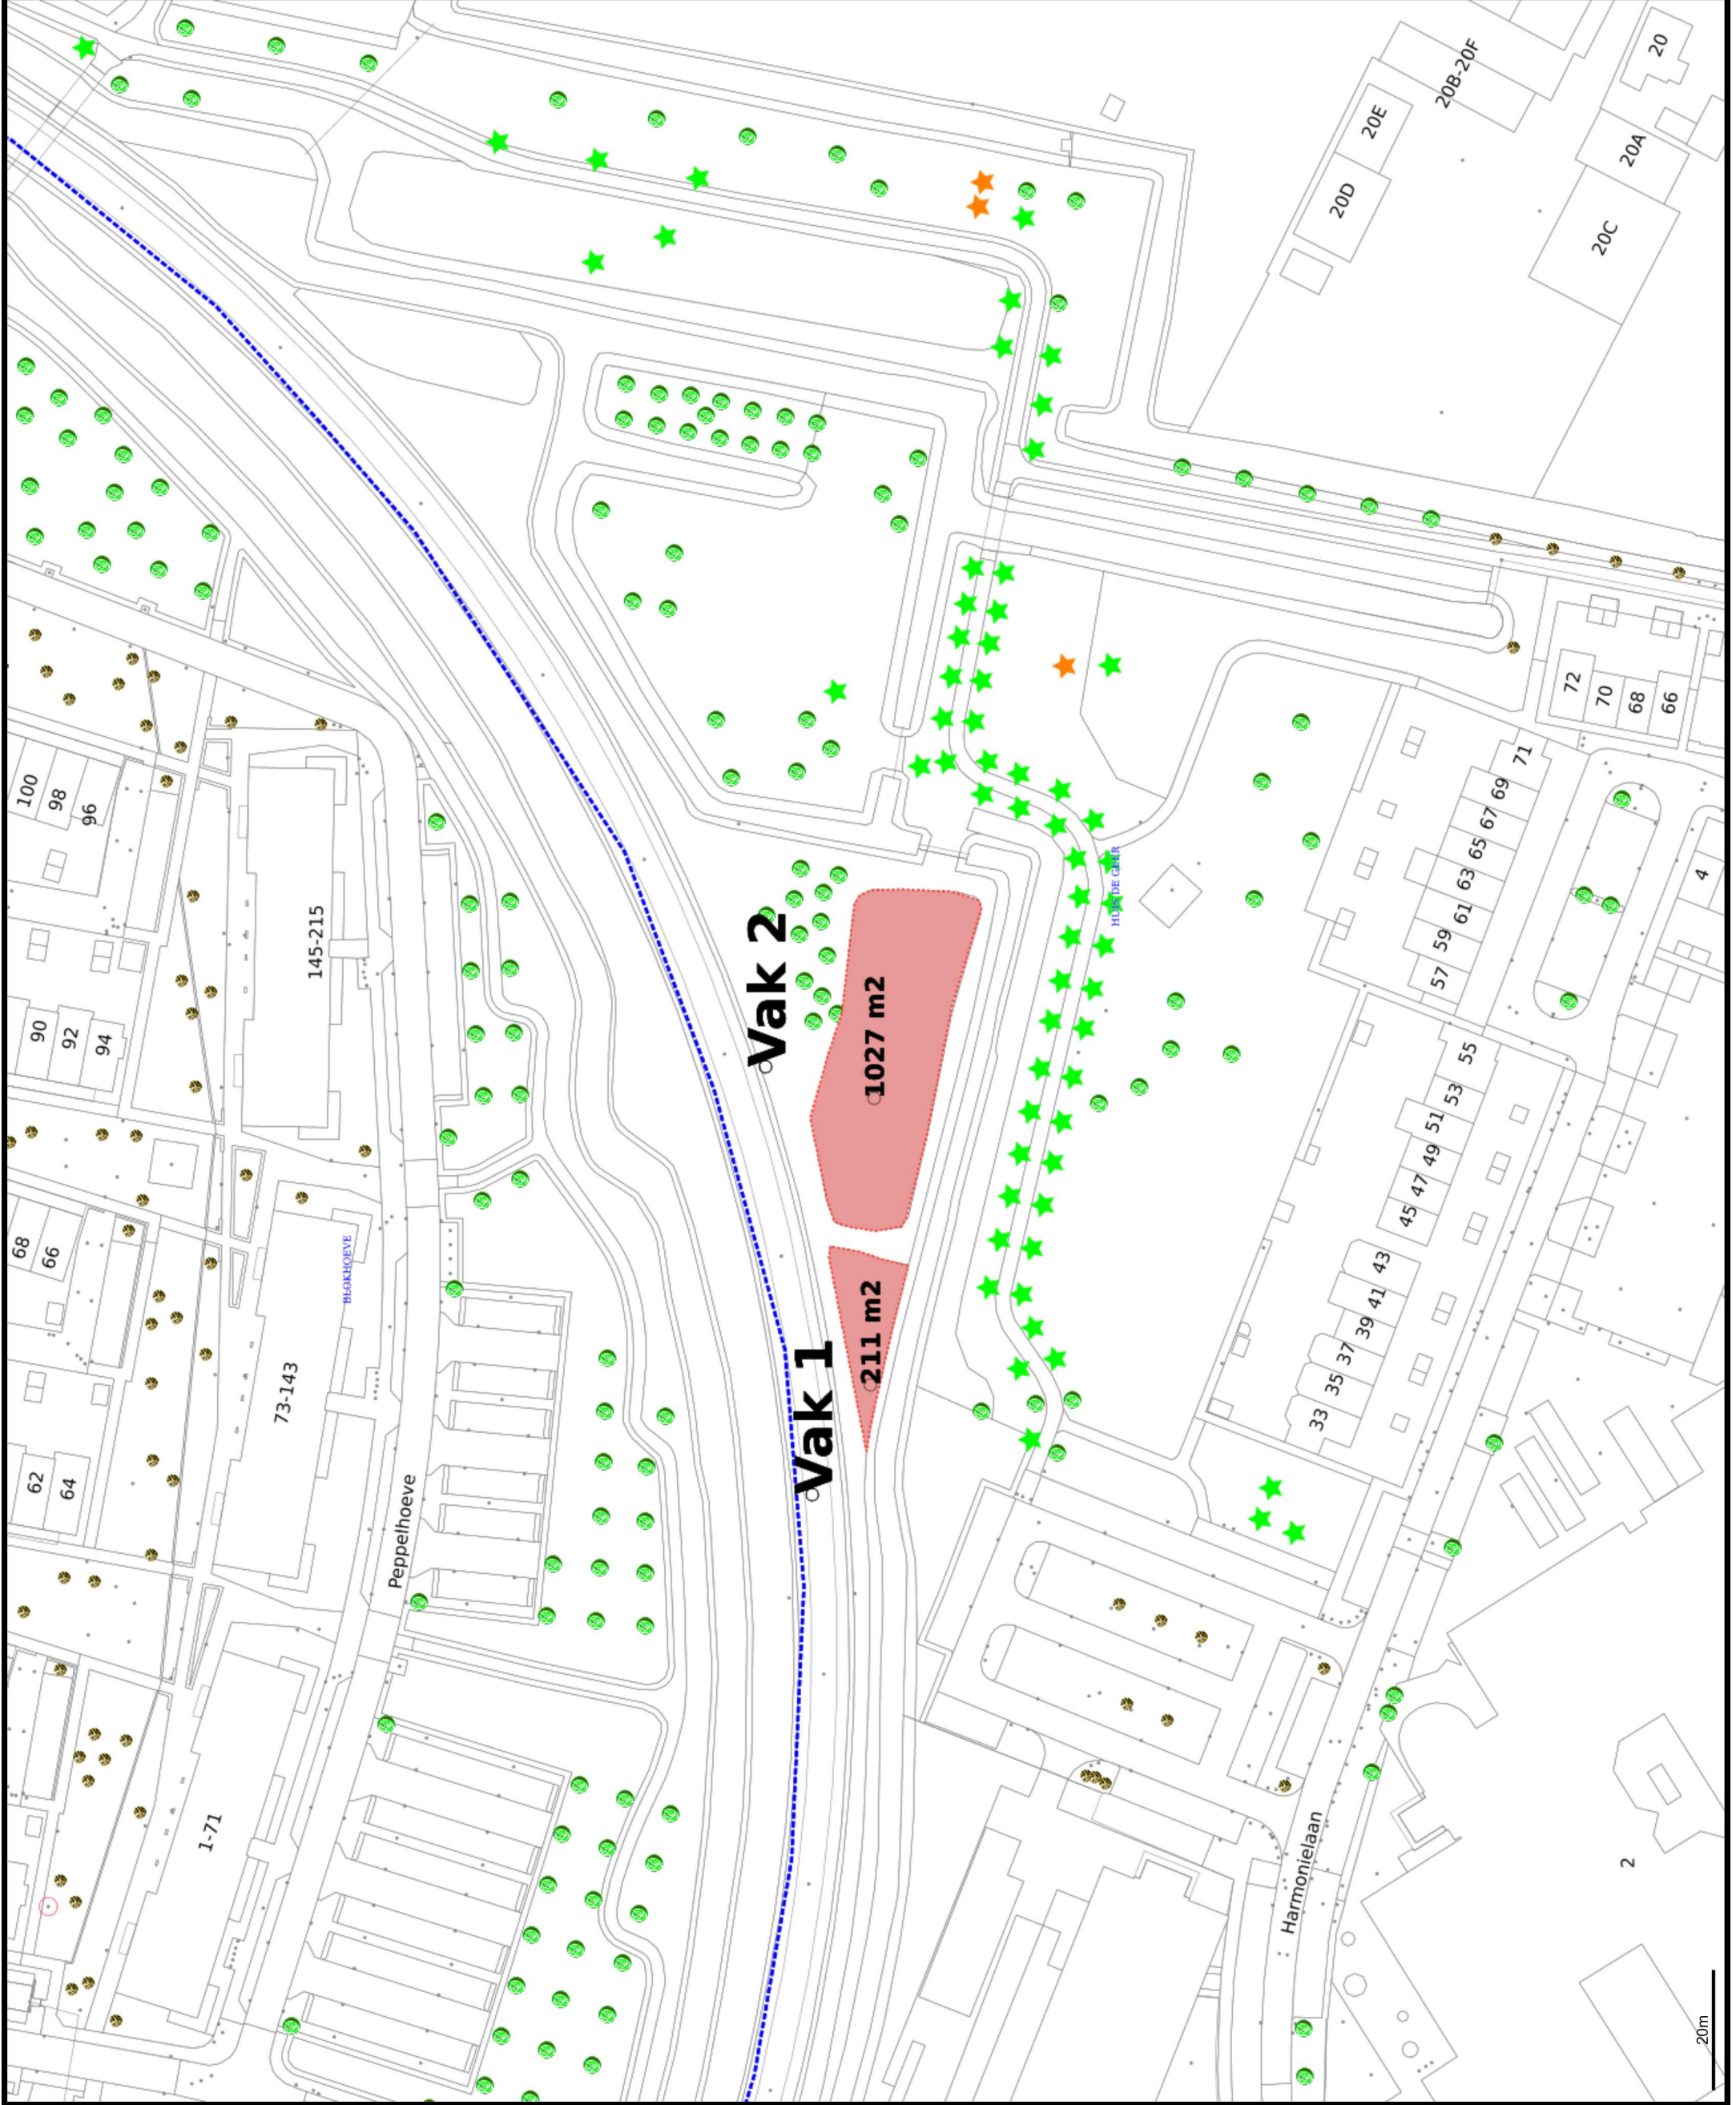 20
20B-20F
20E
20A
20D
20C
72
70
68
66
71
69
67
65
63
61
59
57
4
100
98
96
145-215
HUIS DE GEER
Vak 2
1027 m2
90
92
94
55
53
51
49
47
45
68
66
BLOKHOEVE
43
41
39
37
35
33
211 m2
Vak 1
73-143
62
64
Peppelhoeve
1-71
Harmonielaan
2
20m